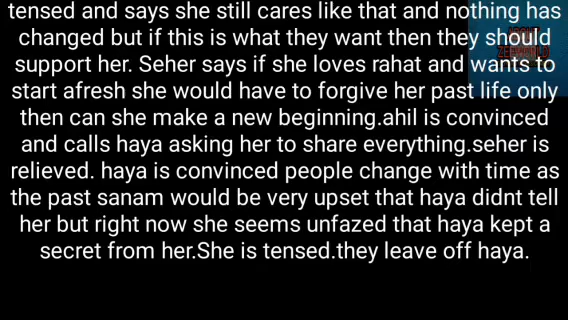 tensed and says she still cares like that and nothing has
changed but if this is what they want then they should
support her. Seher says if she loves rahat and wants to
start afresh she would have to forgive her past life only
then can she make a new beginning.ahil is convinced
and calls haya asking her to share everything.seher is
relieved. haya is convinced people change with time as
the past sanam would be very upset that haya didnt tell
her but right now she seems unfazed that haya kept a
secret from her.She is tensed.they leave off haya.